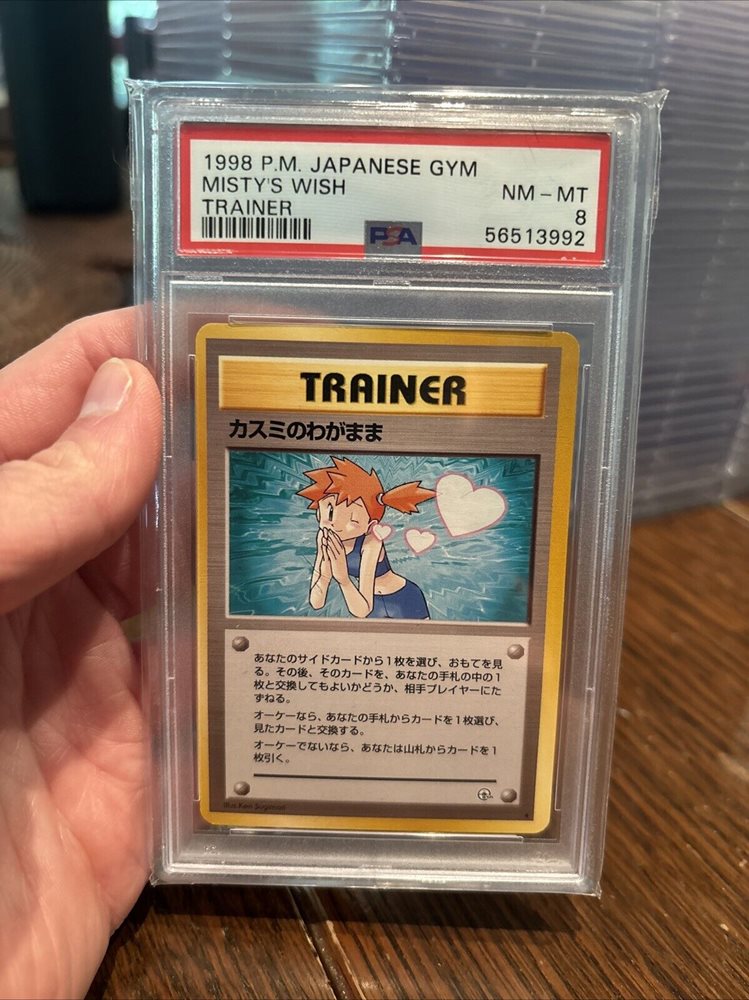 1998 P.M. JAPANESE GYM
MISTY'S WISH
NM - MT
TRAINER
8
PSA
56513992
TRAINER
カスミのわがまま
あなたのサイドカードから1枚を選び、おもてを見
る。その後、そのカードを、あなたの手札の中の1
枚と交換してもよいかどうか、相手プレイヤーにた
ずねる。
オーケーなら、あなたの手札からカードを1枚選び、
見たカードと交換する。
オーケーでないなら、あなたは山札からカードを1
枚引く。
Illus. Ken Sugimori